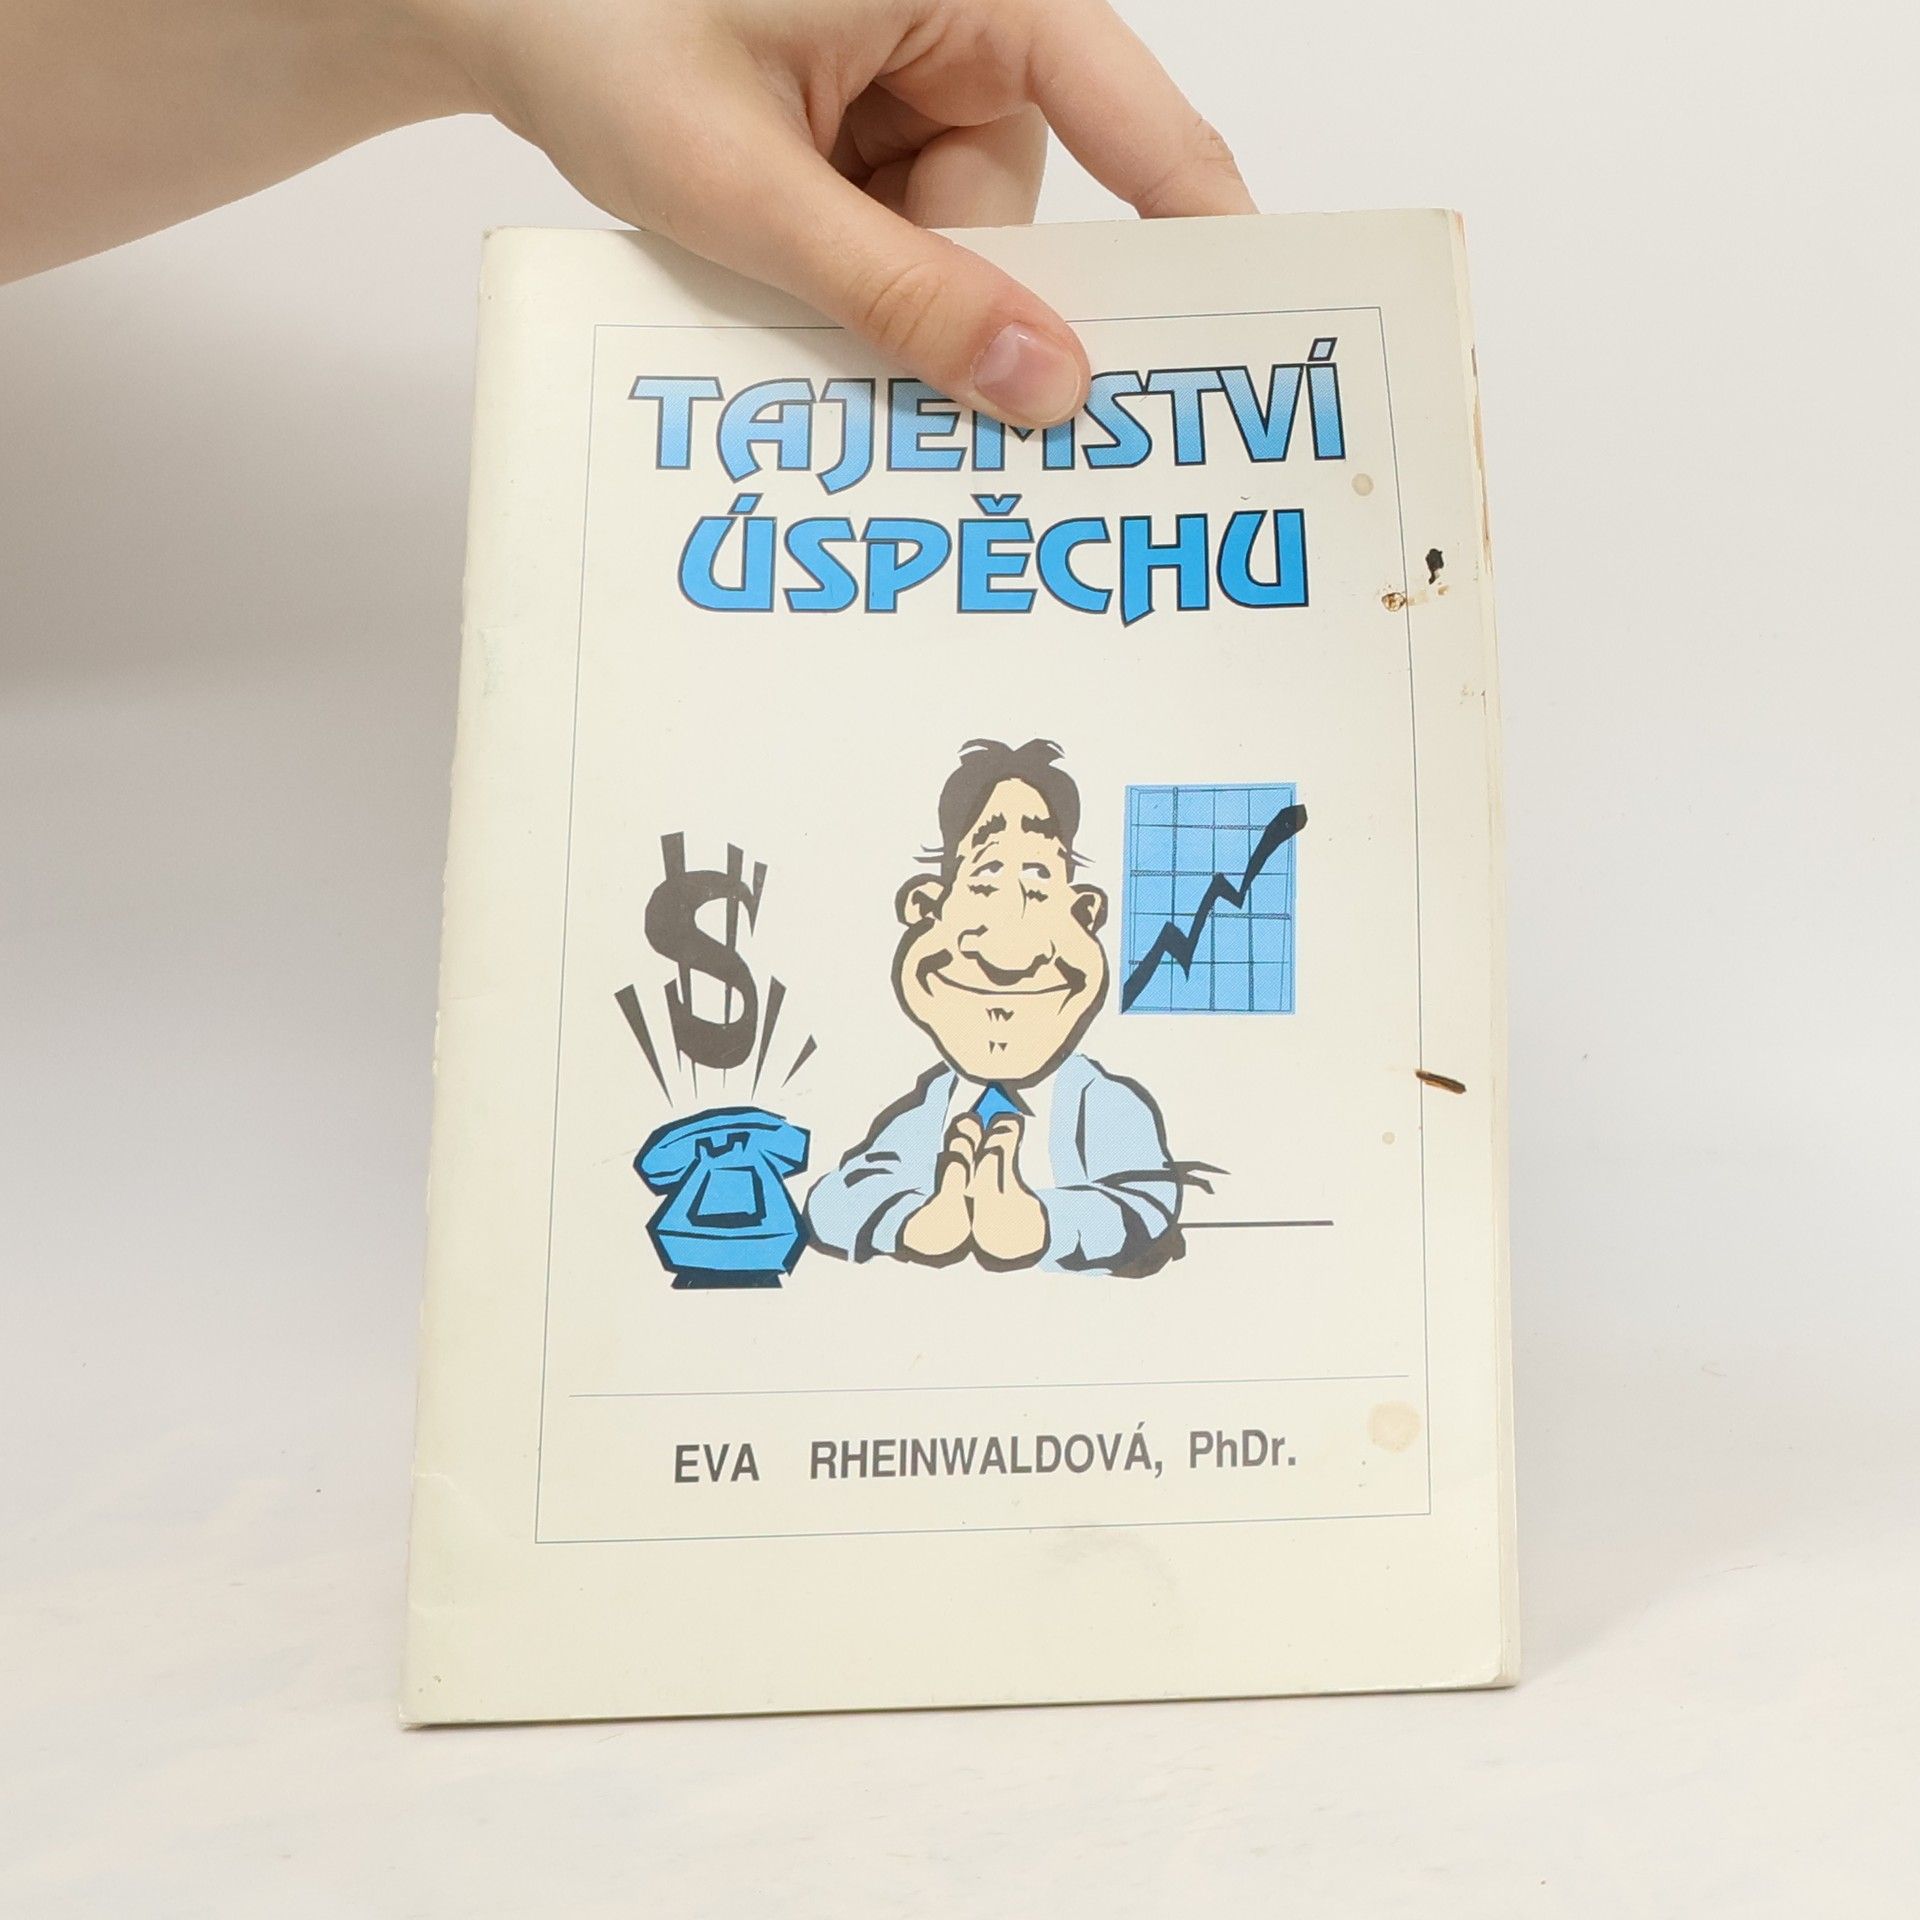 TAJEMSTVÍ
ÚSPĚCHU
$
EVA RHEINWALDOVÁ, PhDr.